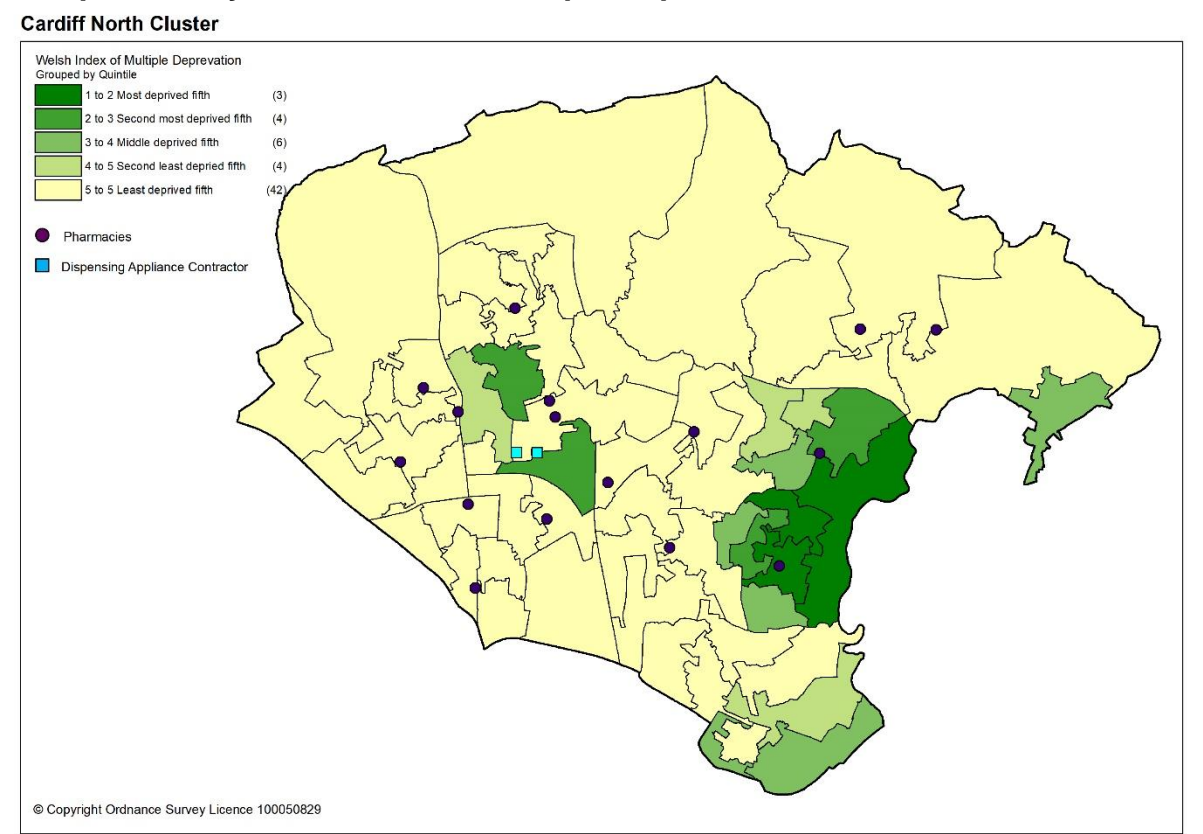 Cardiff North Cluster
Welsh Index of Multiple Deprevation
Grouped by Quintile
1 to 2 Most deprived fifth (3)
2 to 3 Second most deprived fifth (4)
3 to 4 Middle deprived fifth (6)
4 to 5 Second least depried fifth (4)
5 to 5 Least deprived fifth (42)
Pharmacies
Dispensing Appliance Contractor
© Copyright Ordnance Survey Licence 100050829